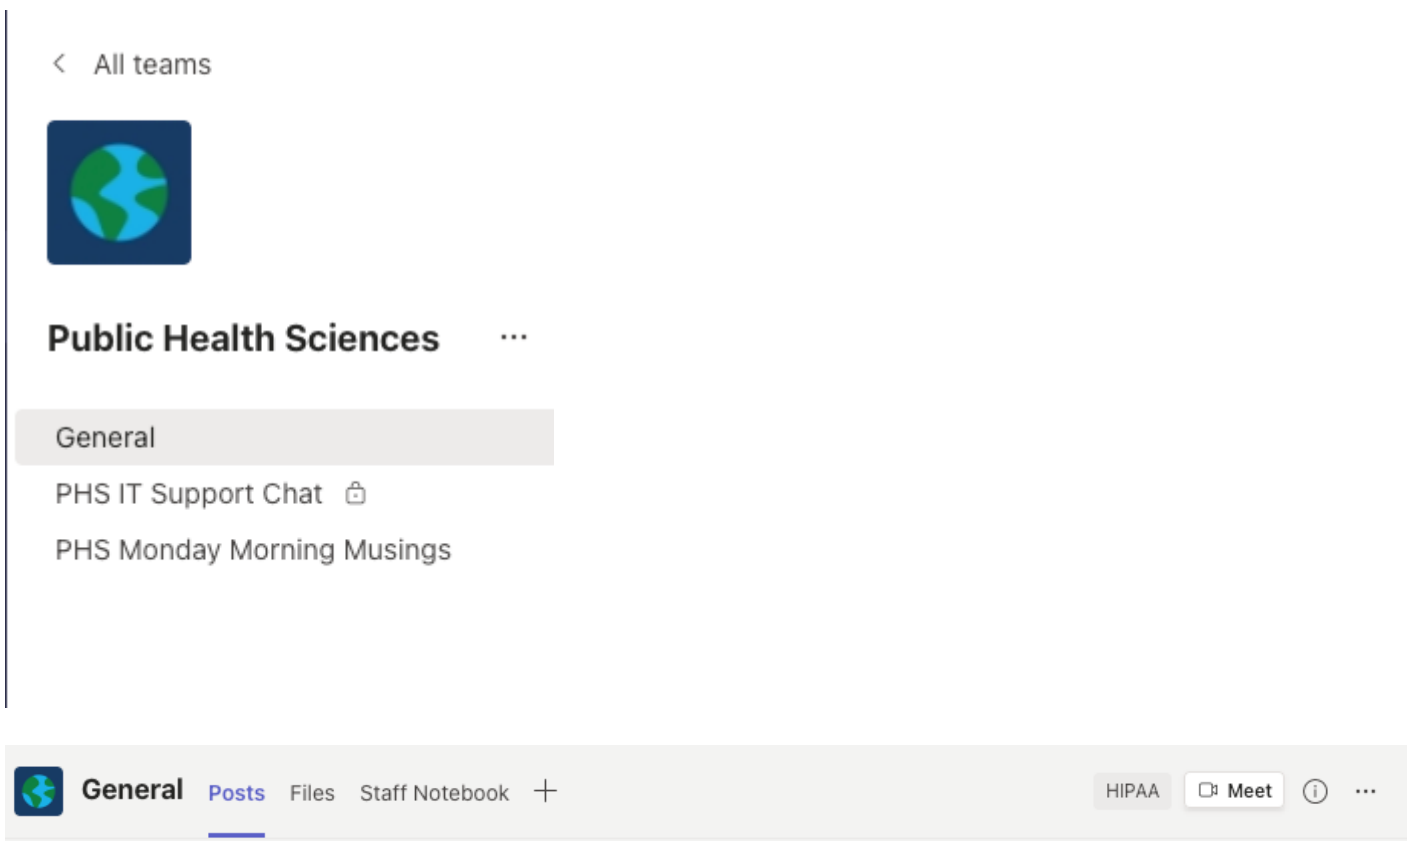 All teams
Public Health Sciences
General
PHS IT Support Chat
PHS Monday Morning Musings
General Posts Files Staff Notebook HIPAA Meet